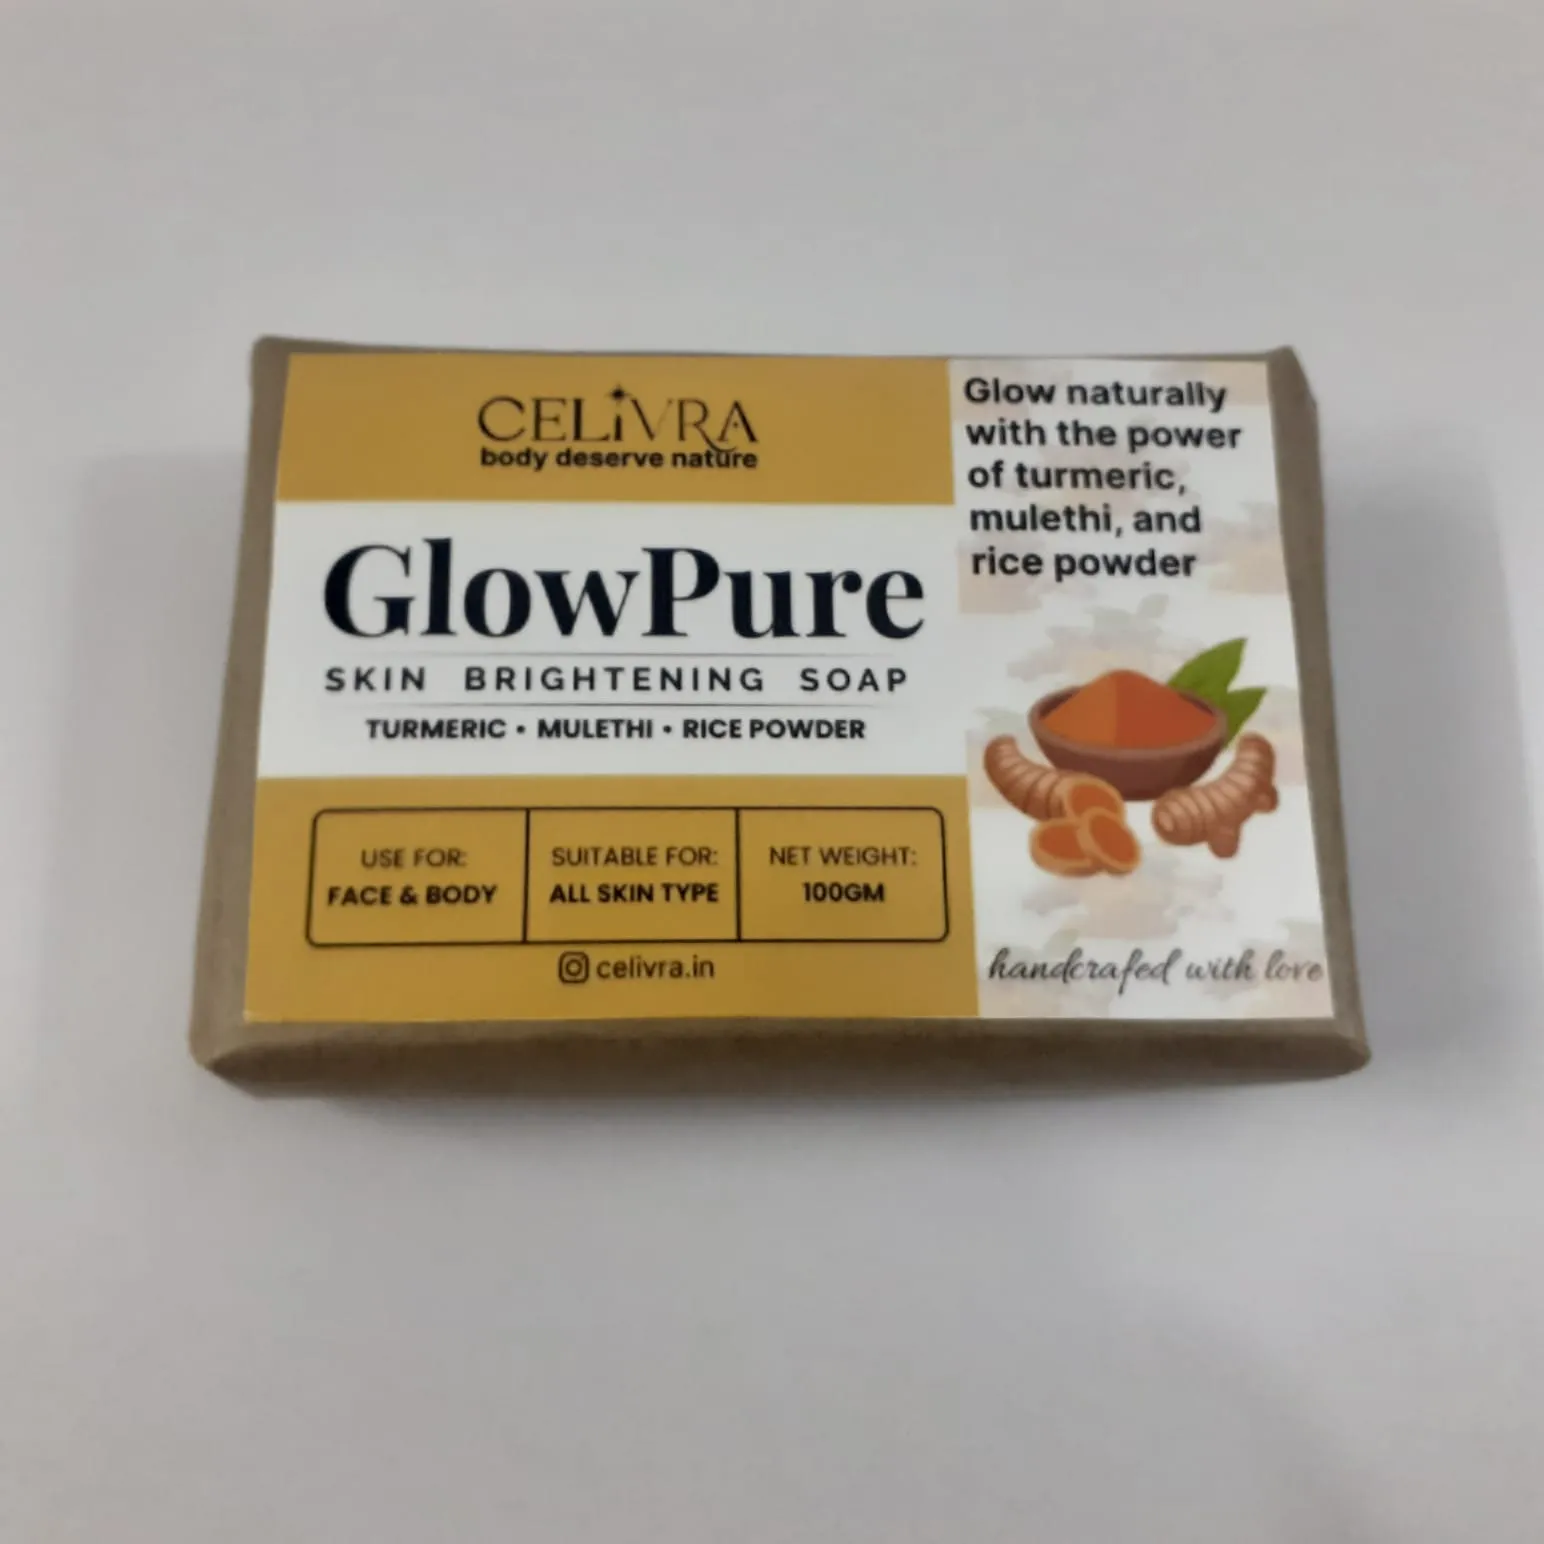 CELiVRA
body deserve nature
GlowPure
SKIN BRIGHTENING SOAP
TURMERIC • MULETHI • RICE POWDER
USE FOR:
FACE & BODY
SUITABLE FOR:
ALL SKIN TYPE
NET WEIGHT:
100GM
celivra.in
Glow naturally
with the power
of turmeric,
mulethi, and
rice powder
handcrafed with love